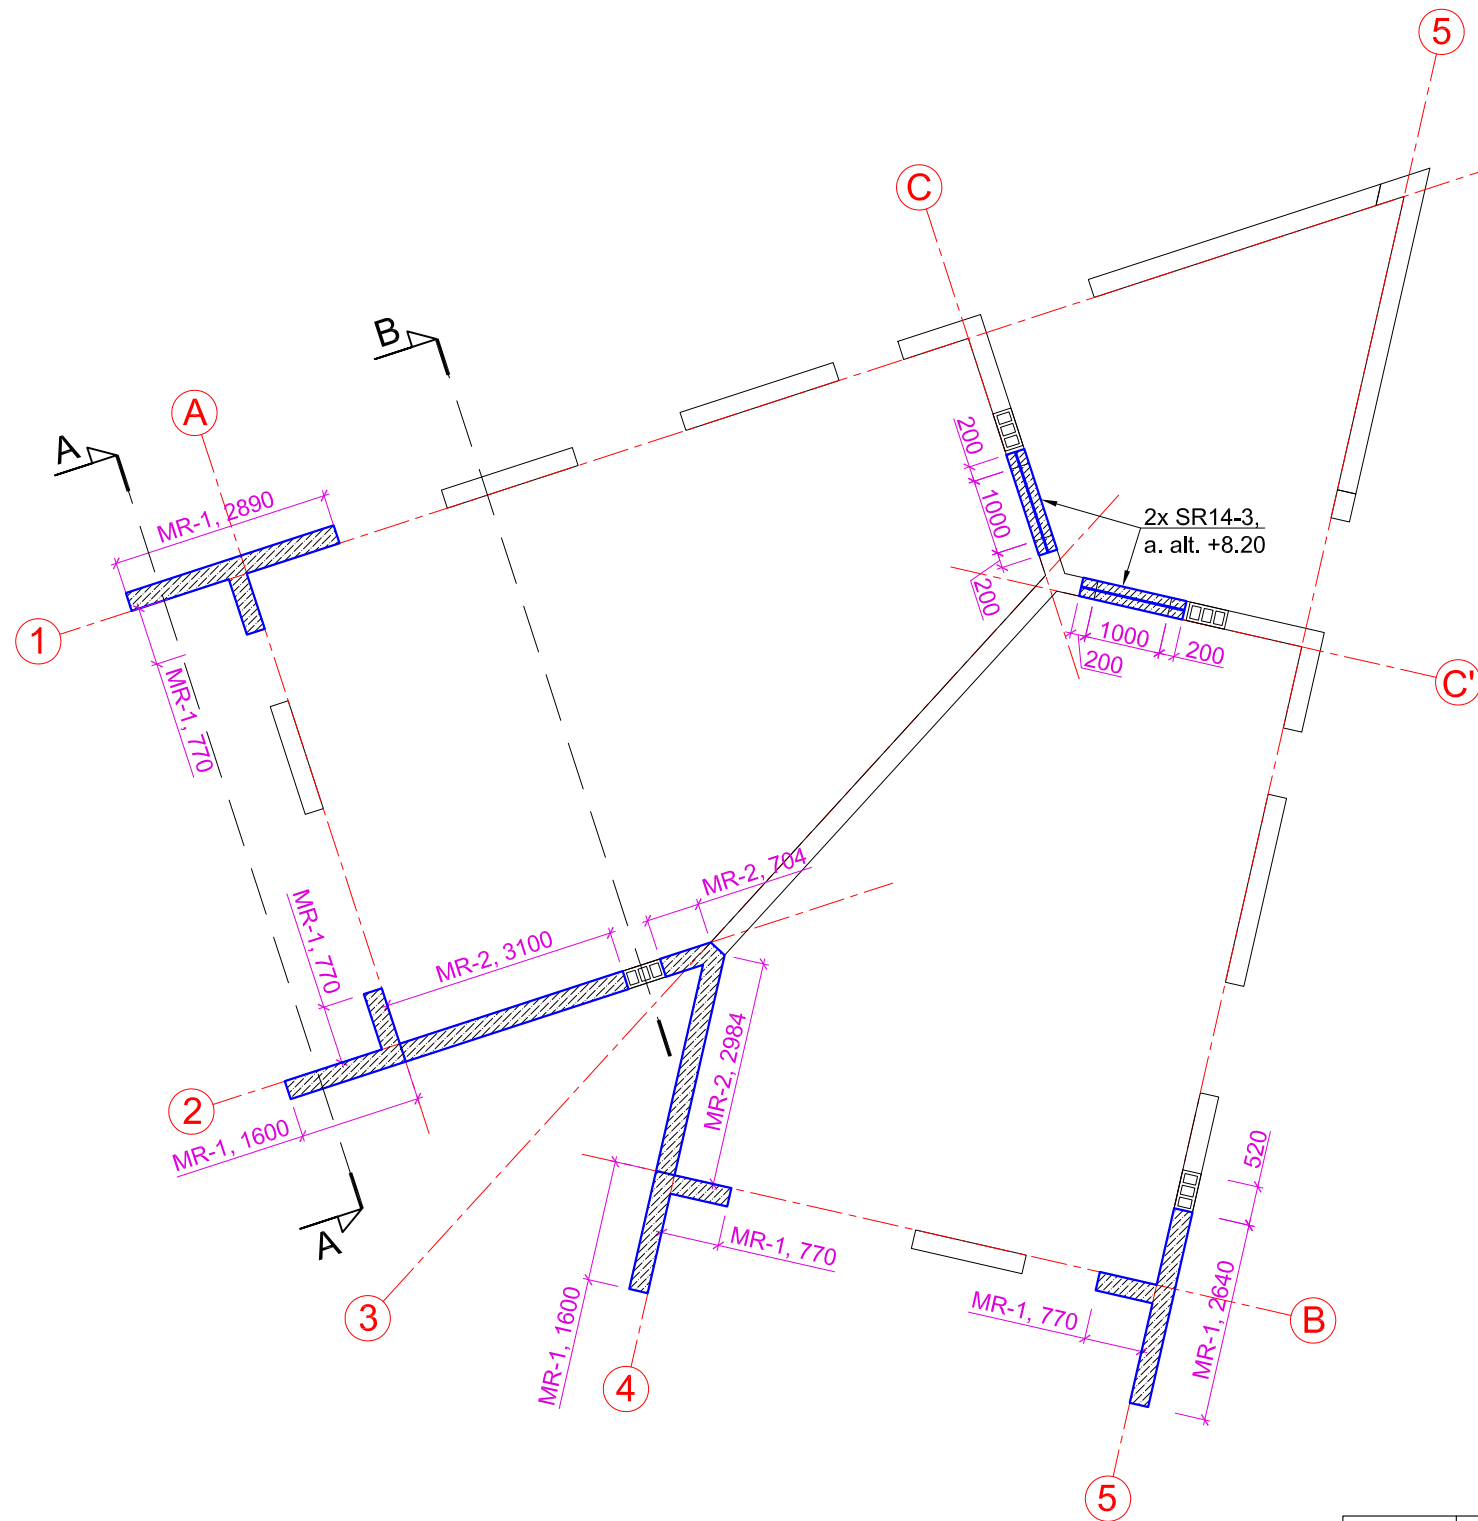 5
C
B
A
A
200
MR-1, 2890
1000
2x SR14-3,
a. alt. +8.20
200
1
1000
200
200
C'
MR-1, 770
MR-2, 704
MR-1, 770
MR-2, 3100
MR-2, 2984
2
MR-1, 1600
520
A
MR-1, 770
3
MR-1, 1600
MR-1, 770
MR-1, 2640
B
4
5